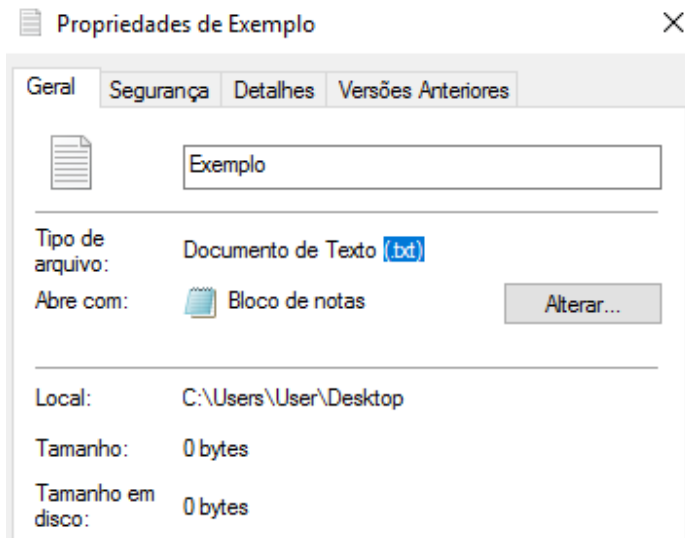 Propriedades de Exemplo
Geral Segurança Detalhes Versões Anteriores
Exemplo
Tipo de
arquivo:
Documento de Texto (.txt)
Abre com: Bloco de notas Alterar...
Local: C:\Users\User\Desktop
Tamanho: 0 bytes
Tamanho em
disco:
0 bytes